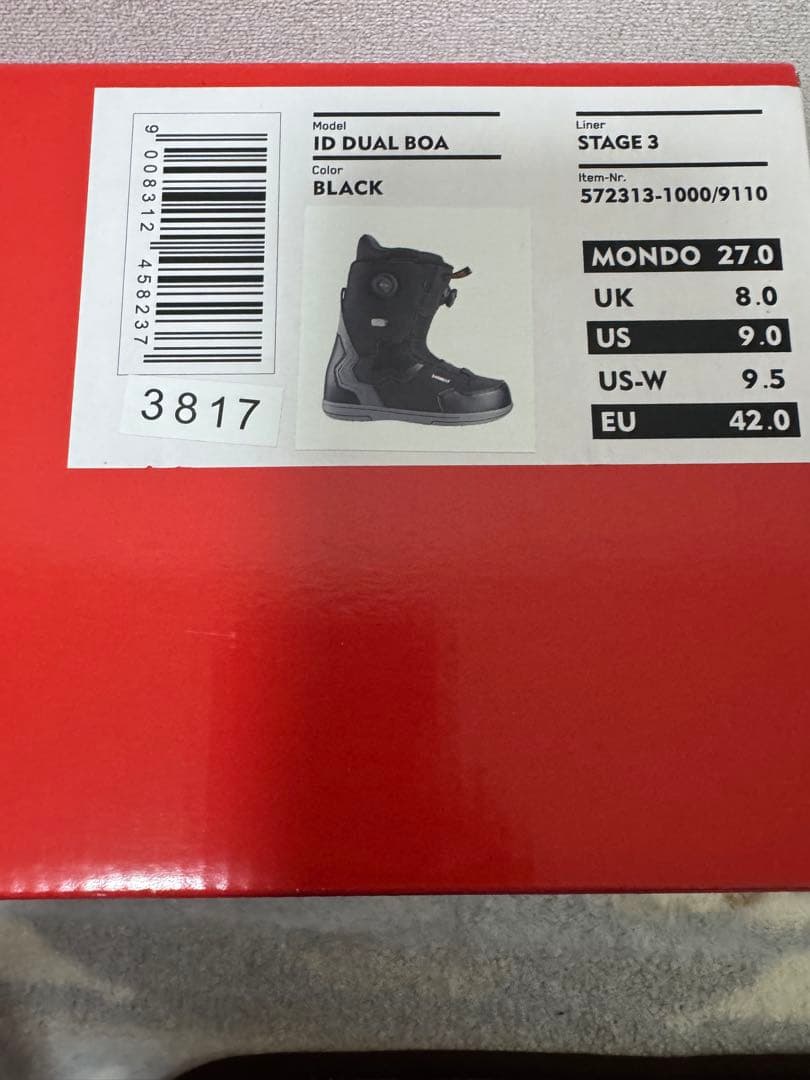 9 008312 458237
3817
Model
ID DUAL BOA
Color
BLACK
Liner
STAGE 3
Item-Nr.
572313-1000/9110
MONDO 27.0
UK 8.0
US 9.0
US-W 9.5
EU 42.0